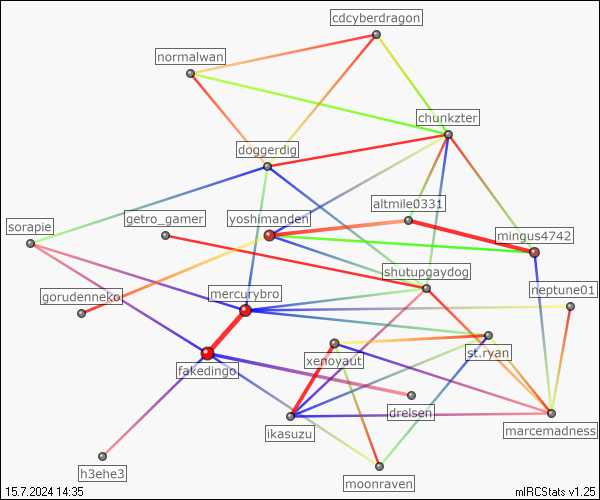 cdcyberdragon
normalwan
chunkzter
doggerdig
altmile0331
getro_gamer
yoshimanden
sorapie
mingus4742
shutupgaydog
neptune01
gorudenneko
mercurybro
st.ryan
xenoyaut
fakedingo
drelsen
marcemadness
ikasuzu
h3ehe3
moonraven
15.7.2024 14:35
mIRCStats v1.25